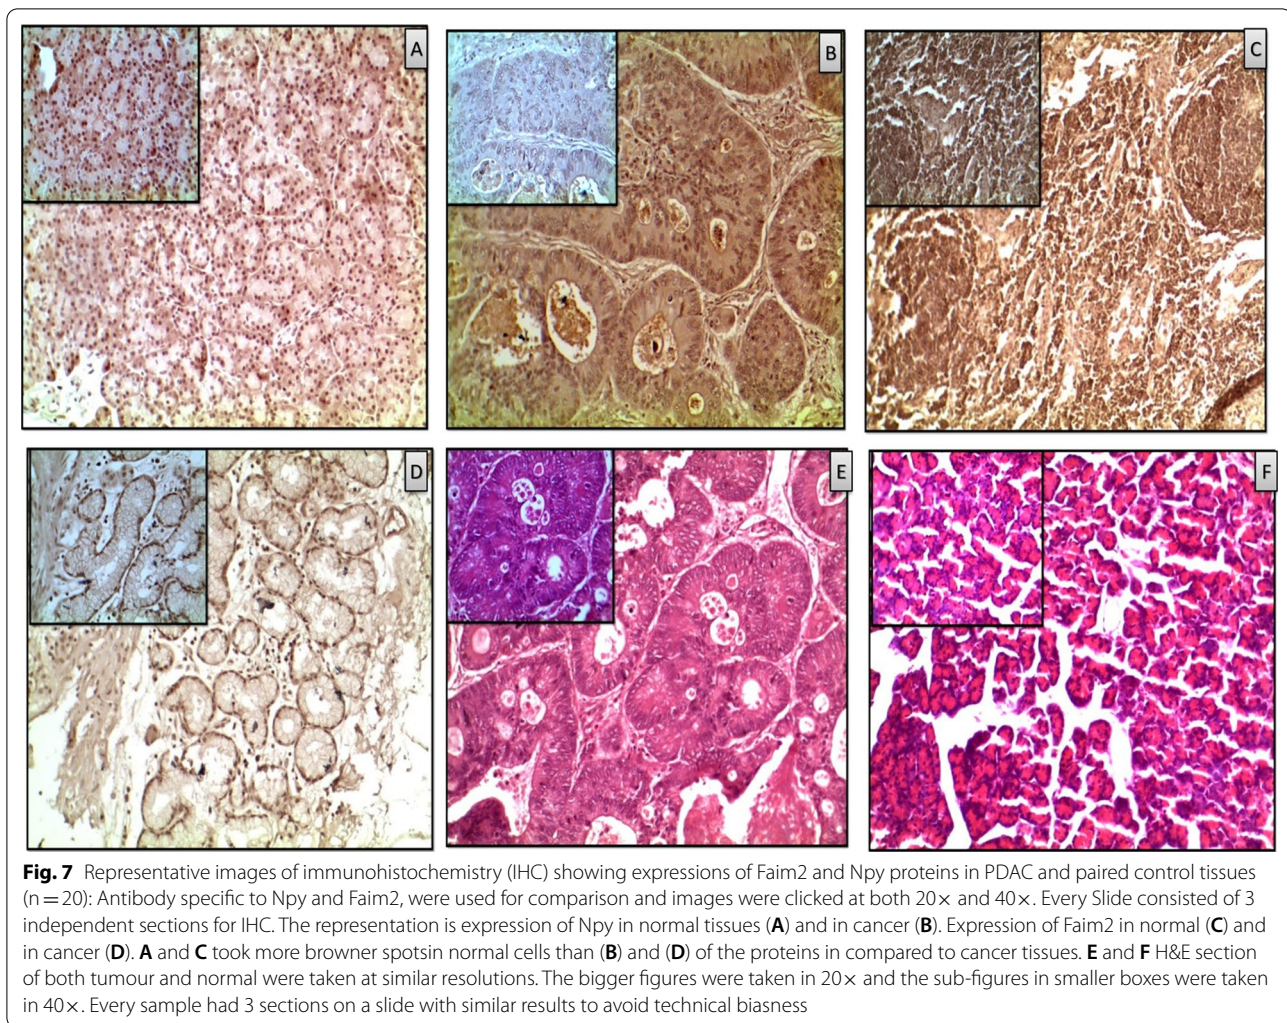 A
B
C
D
E
F
Fig. 7 Representative images of immunohistochemistry (IHC) showing expressions of Faim2 and Npy proteins in PDAC and paired control tissues
(n = 20): Antibody specific to Npy and Faim2, were used for comparison and images were clicked at both 20× and 40×. Every Slide consisted of 3
independent sections for IHC. The representation is expression of Npy in normal tissues (A) and in cancer (B). Expression of Faim2 in normal (C) and
in cancer (D). A and C took more browner spotsin normal cells than (B) and (D) of the proteins in compared to cancer tissues. E and F H&E section
of both tumour and normal were taken at similar resolutions. The bigger figures were taken in 20× and the sub-figures in smaller boxes were taken
in 40×. Every sample had 3 sections on a slide with similar results to avoid technical biasness